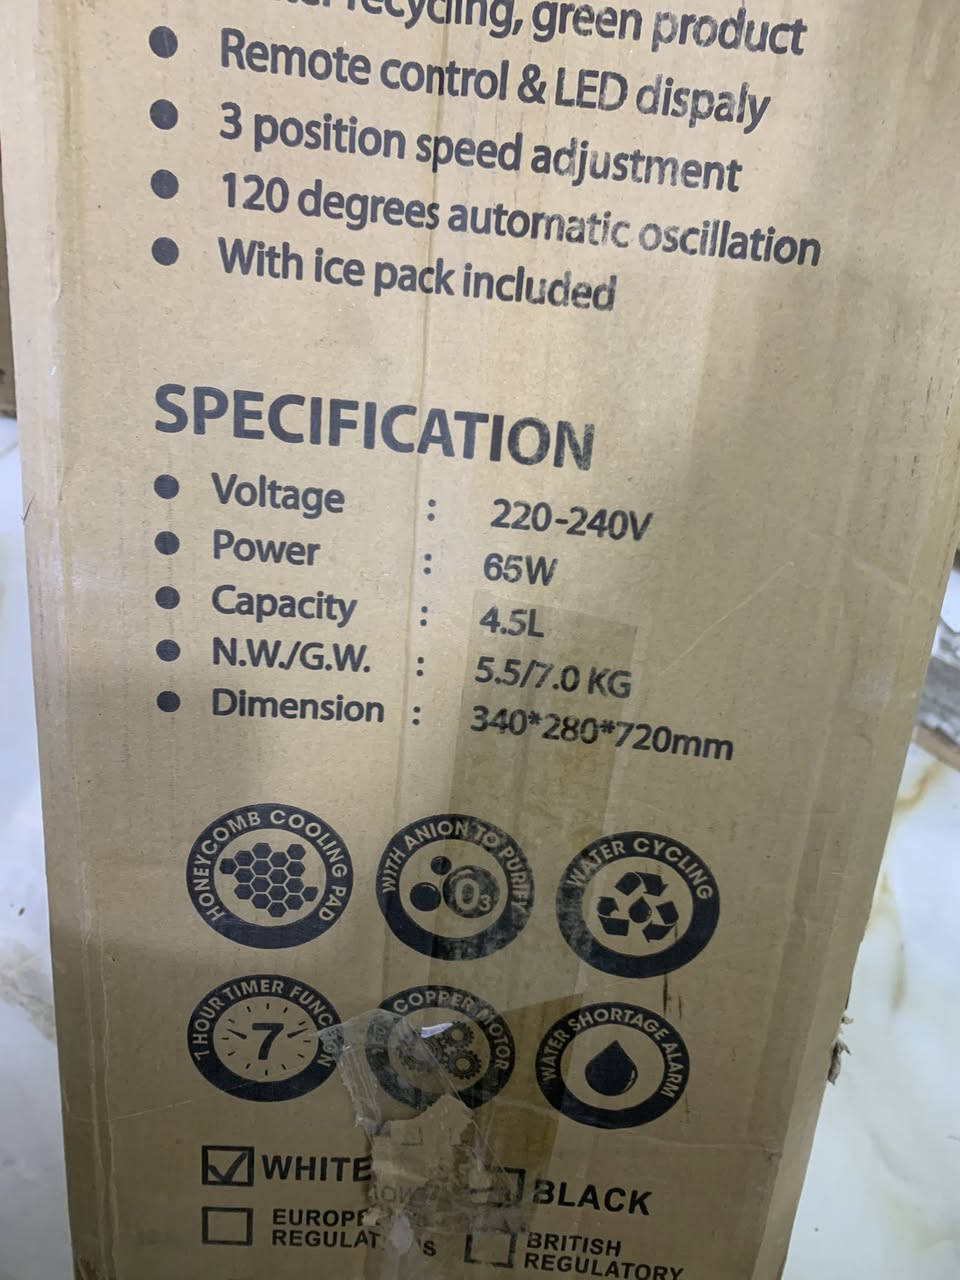 recycling, green product
Remote control & LED dispaly
3 position speed adjustment
120 degrees automatic oscillation
With ice pack included
SPECIFICATION
Voltage : 220-240V
Power : 65W
Capacity : 4.5L
N.W./G.W. : 5.5/7.0 KG
Dimension : 340*280*720mm
HONEYCOMB COOLING PAD
WITH ANION TO PURIFY
O3
WATER CYCLING
7 HOUR TIMER FUNCTION
7
COPPER MOTOR
WATER SHORTAGE ALARM
WHITE
BLACK
BRITISH
REGULATORY